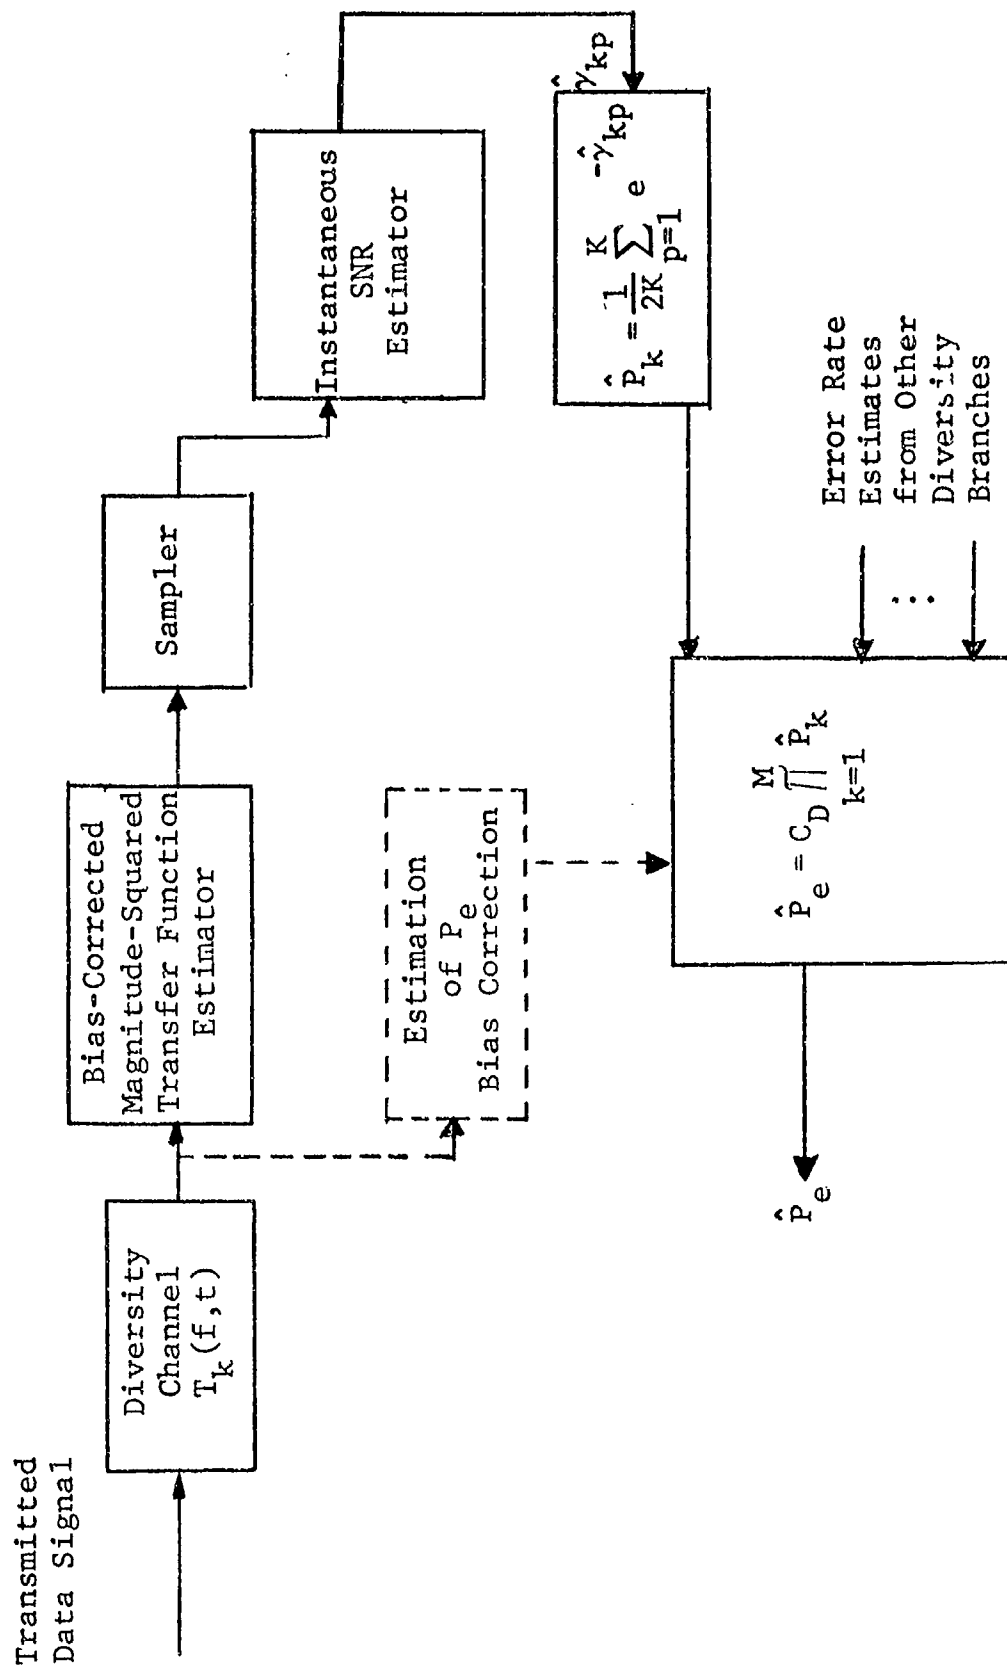 Transmitted
Data Signal
Diversity
Channel
T_k(f,t)
Bias-Corrected
Magnitude-Squared
Transfer Function
Estimator
Sampler
Instantaneous
SNR
Estimator
γ̂_kp
P̂_k = 1/2K ∑_{p=1}^{K} e^{-γ̂_kp}
Estimation
of P_e
Bias Correction
Error Rate
Estimates
from Other
Diversity
Branches
P̂_e = C_D ∏_{k=1}^{M} P̂_k
P̂_e